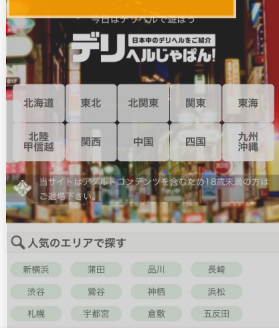 今日はデリヘルで遊ぼう
日本中のデリヘルをご紹介
デリヘルじゃぱん!
北海道 東北 北関東 関東 東海
北陸 甲信越 関西 中国 四国 九州 沖縄
当サイトはアダルトコンテンツを含むため18歳未満の方は
ご退場下さい。
人気のエリアで探す
新横浜 蒲田 品川 長崎
渋谷 鶯谷 神栖 浜松
札幌 宇都宮 倉敷 五反田